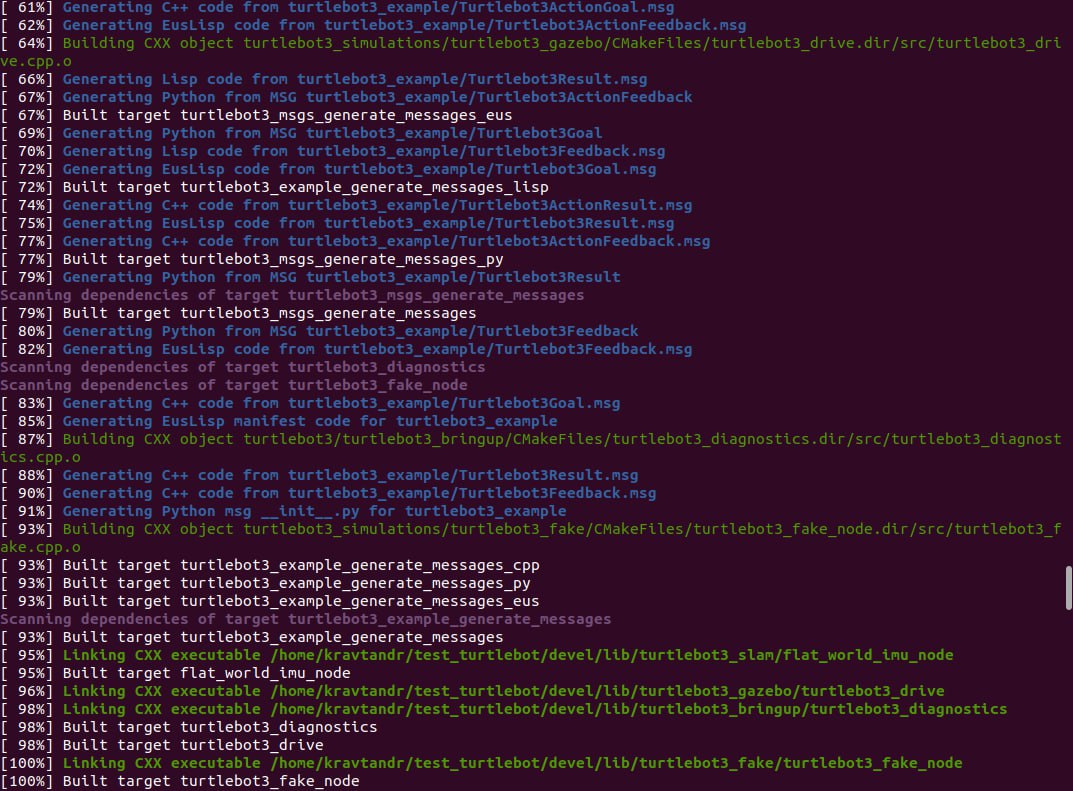 [ 61%] Generating C++ code from turtlebot3_example/Turtlebot3ActionGoal.msg
[ 62%] Generating EusLisp code from turtlebot3_example/Turtlebot3ActionFeedback.msg
[ 64%] Building CXX object turtlebot3_simulations/turtlebot3_gazebo/CMakeFiles/turtlebot3_drive.dir/src/turtlebot3_dri
ve.cpp.o
[ 66%] Generating Lisp code from turtlebot3_example/Turtlebot3Result.msg
[ 67%] Generating Python from MSG turtlebot3_example/Turtlebot3ActionFeedback
[ 67%] Built target turtlebot3_msgs_generate_messages_eus
[ 69%] Generating Python from MSG turtlebot3_example/Turtlebot3Goal
[ 70%] Generating Lisp code from turtlebot3_example/Turtlebot3Feedback.msg
[ 72%] Generating EusLisp code from turtlebot3_example/Turtlebot3Goal.msg
[ 72%] Built target turtlebot3_example_generate_messages_lisp
[ 74%] Generating C++ code from turtlebot3_example/Turtlebot3ActionResult.msg
[ 75%] Generating EusLisp code from turtlebot3_example/Turtlebot3Result.msg
[ 77%] Generating C++ code from turtlebot3_example/Turtlebot3ActionFeedback.msg
[ 77%] Built target turtlebot3_msgs_generate_messages_py
[ 79%] Generating Python from MSG turtlebot3_example/Turtlebot3Result
Scanning dependencies of target turtlebot3_msgs_generate_messages
[ 79%] Built target turtlebot3_msgs_generate_messages
[ 80%] Generating Python from MSG turtlebot3_example/Turtlebot3Feedback
[ 82%] Generating EusLisp code from turtlebot3_example/Turtlebot3Feedback.msg
Scanning dependencies of target turtlebot3_diagnostics
Scanning dependencies of target turtlebot3_fake_node
[ 83%] Generating C++ code from turtlebot3_example/Turtlebot3Goal.msg
[ 85%] Generating EusLisp manifest code for turtlebot3_example
[ 87%] Building CXX object turtlebot3/turtlebot3_bringup/CMakeFiles/turtlebot3_diagnostics.dir/src/turtlebot3_diagnost
ics.cpp.o
[ 88%] Generating C++ code from turtlebot3_example/Turtlebot3Result.msg
[ 90%] Generating C++ code from turtlebot3_example/Turtlebot3Feedback.msg
[ 91%] Generating Python msg __init__.py for turtlebot3_example
[ 93%] Building CXX object turtlebot3_simulations/turtlebot3_fake/CMakeFiles/turtlebot3_fake_node.dir/src/turtlebot3_f
ake.cpp.o
[ 93%] Built target turtlebot3_example_generate_messages_cpp
[ 93%] Built target turtlebot3_example_generate_messages_py
[ 93%] Built target turtlebot3_example_generate_messages_eus
Scanning dependencies of target turtlebot3_example_generate_messages
[ 93%] Built target turtlebot3_example_generate_messages
[ 95%] Linking CXX executable /home/kravtandr/test_turtlebot/devel/lib/turtlebot3_slam/flat_world_imu_node
[ 95%] Built target flat_world_imu_node
[ 96%] Linking CXX executable /home/kravtandr/test_turtlebot/devel/lib/turtlebot3_gazebo/turtlebot3_drive
[ 98%] Linking CXX executable /home/kravtandr/test_turtlebot/devel/lib/turtlebot3_bringup/turtlebot3_diagnostics
[ 98%] Built target turtlebot3_diagnostics
[ 98%] Built target turtlebot3_drive
[100%] Linking CXX executable /home/kravtandr/test_turtlebot/devel/lib/turtlebot3_fake/turtlebot3_fake_node
[100%] Built target turtlebot3_fake_node